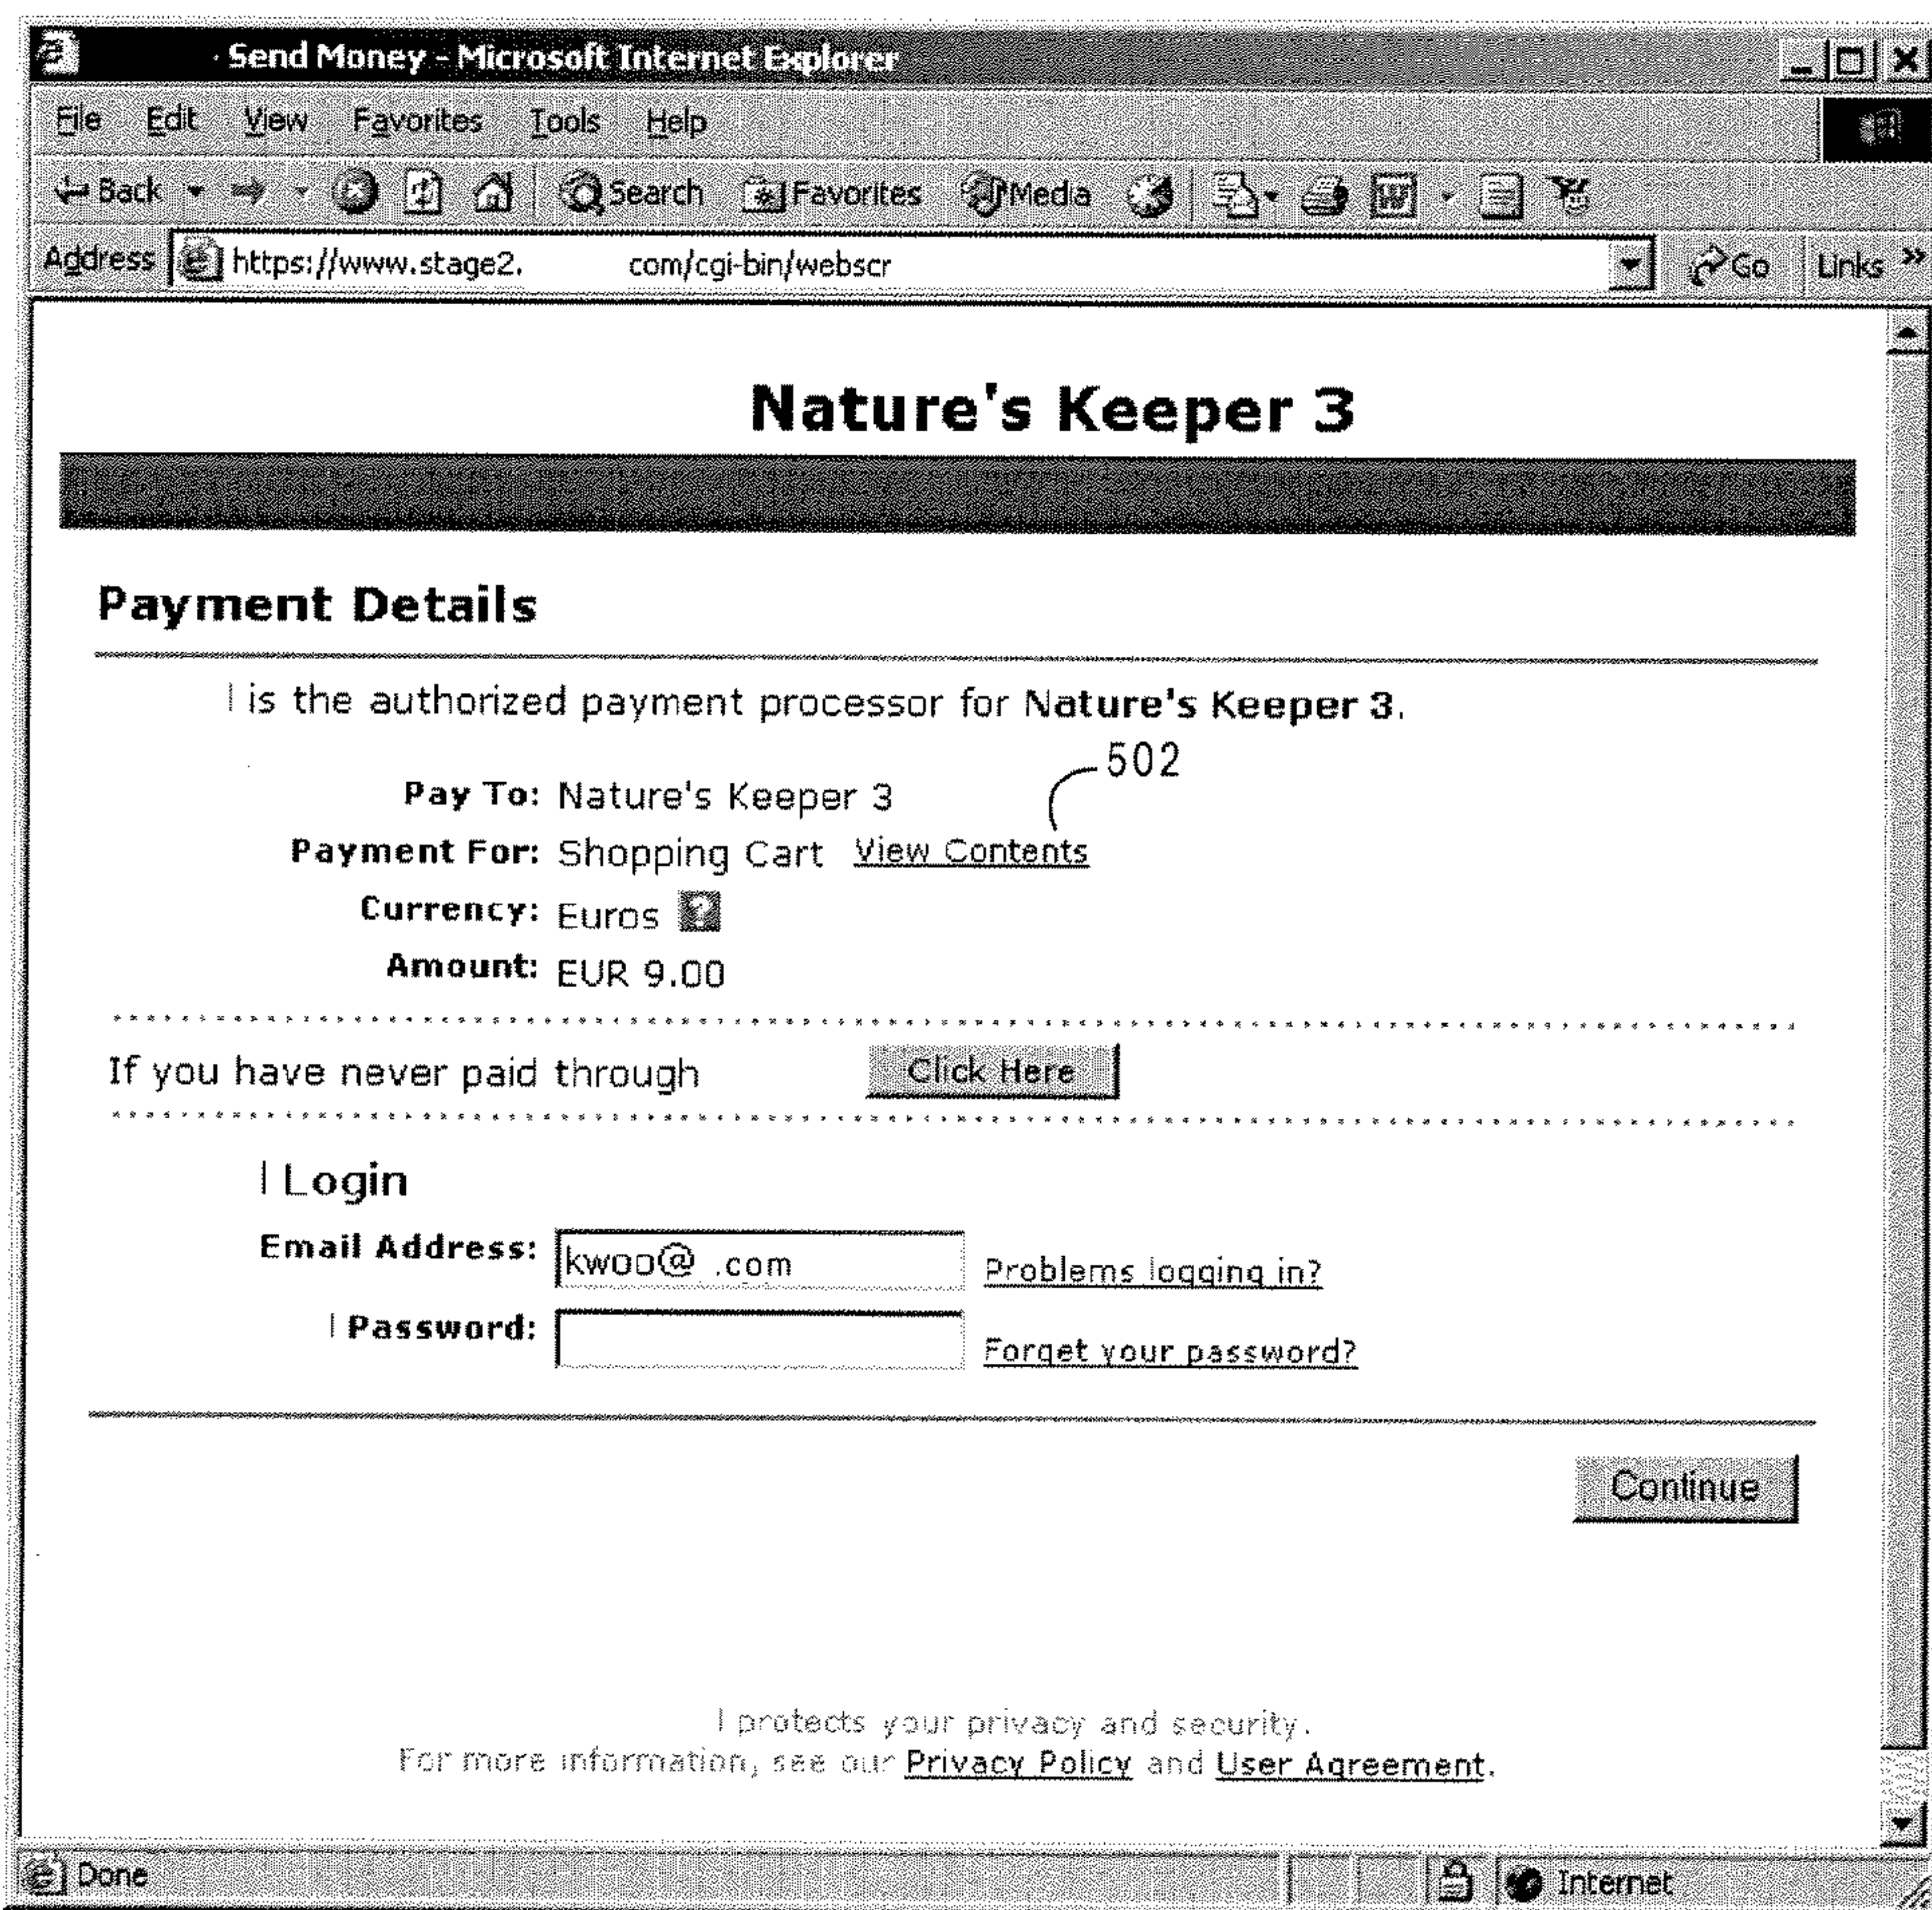 Send Money - Microsoft Internet Explorer
File Edit View Favorites Tools Help
Back Search Favorites Media
Address https://www.stage2. com/cgi-bin/webscr Go Links »
Nature's Keeper 3
Payment Details
is the authorized payment processor for Nature's Keeper 3.
502
Pay To: Nature's Keeper 3
Payment For: Shopping Cart View Contents
Currency: Euros ?
Amount: EUR 9.00
If you have never paid through Click Here
Login
Email Address: kwoo@ .com Problems logging in?
Password: Forget your password?
Continue
protects your privacy and security.
For more information, see our Privacy Policy and User Agreement.
Done Internet